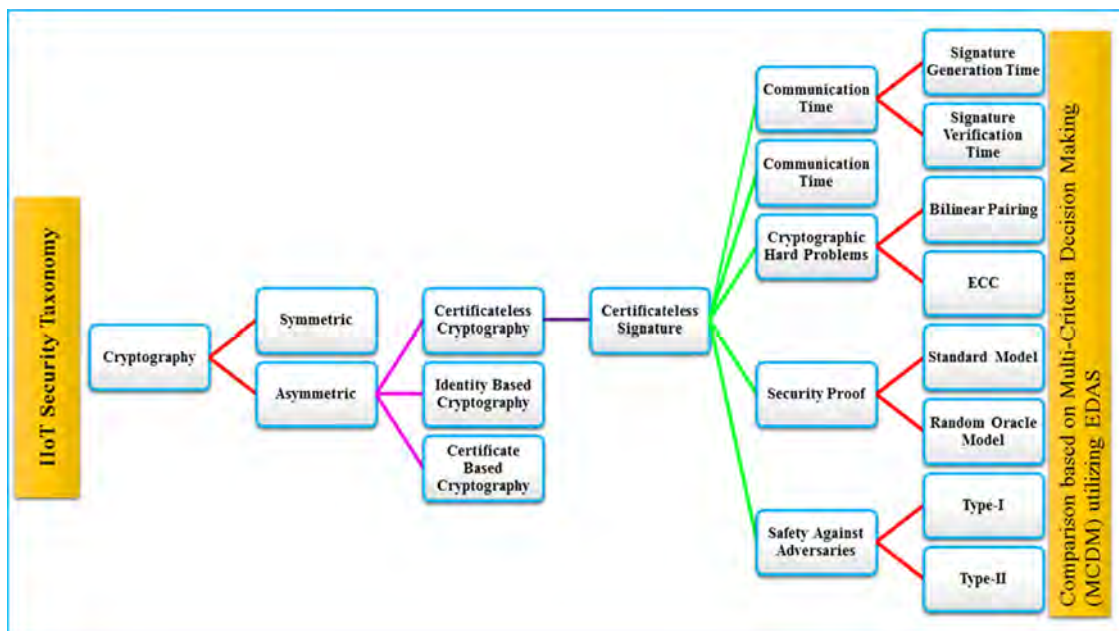 IIoT Security Taxonomy
Cryptography
Symmetric
Asymmetric
Certificateless
Cryptography
Identity Based
Cryptography
Certificate
Based
Cryptography
Certificateless
Signature
Communication
Time
Communication
Time
Cryptographic
Hard Problems
Security Proof
Safety Against
Adversaries
Signature
Generation Time
Signature
Verification
Time
Bilinear Pairing
ECC
Standard Model
Random Oracle
Model
Type-I
Type-II
Comparison based on Multi-Criteria Decision Making
(MCDM) utilizing EDAS